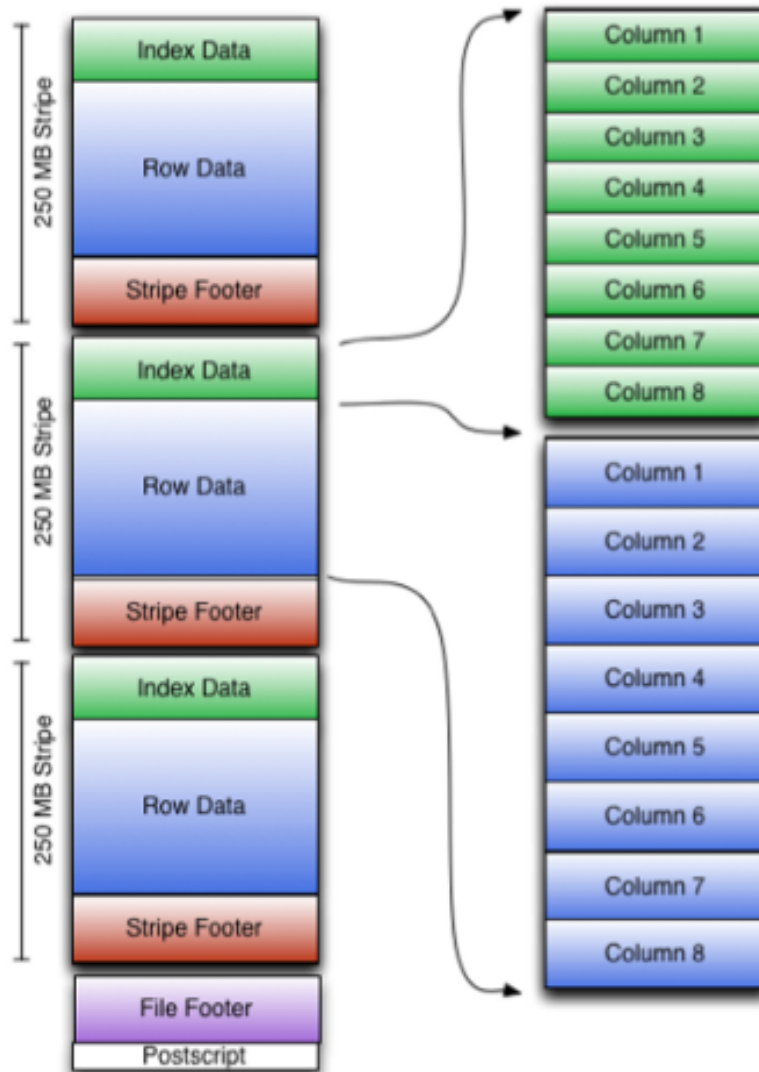 250 MB Stripe
Index Data
Row Data
Stripe Footer
250 MB Stripe
Index Data
Row Data
Stripe Footer
250 MB Stripe
Index Data
Row Data
Stripe Footer
File Footer
Postscript
Column 1
Column 2
Column 3
Column 4
Column 5
Column 6
Column 7
Column 8
Column 1
Column 2
Column 3
Column 4
Column 5
Column 6
Column 7
Column 8